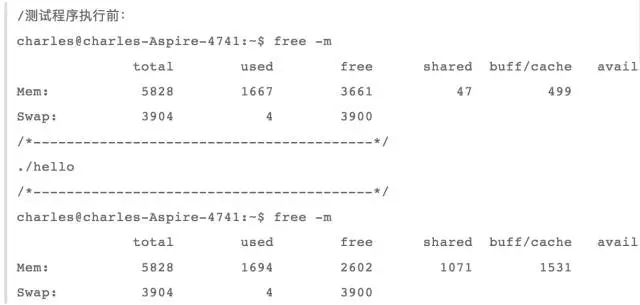 /测试程序执行前：
charles@charles-Aspire-4741:~$ free -m
total used free shared buff/cache avail
Mem: 5828 1667 3661 47 499
Swap: 3904 4 3900
/*-----------------------------------------*/
./hello
/*-----------------------------------------*/
charles@charles-Aspire-4741:~$ free -m
total used free shared buff/cache avail
Mem: 5828 1694 2602 1071 1531
Swap: 3904 4 3900